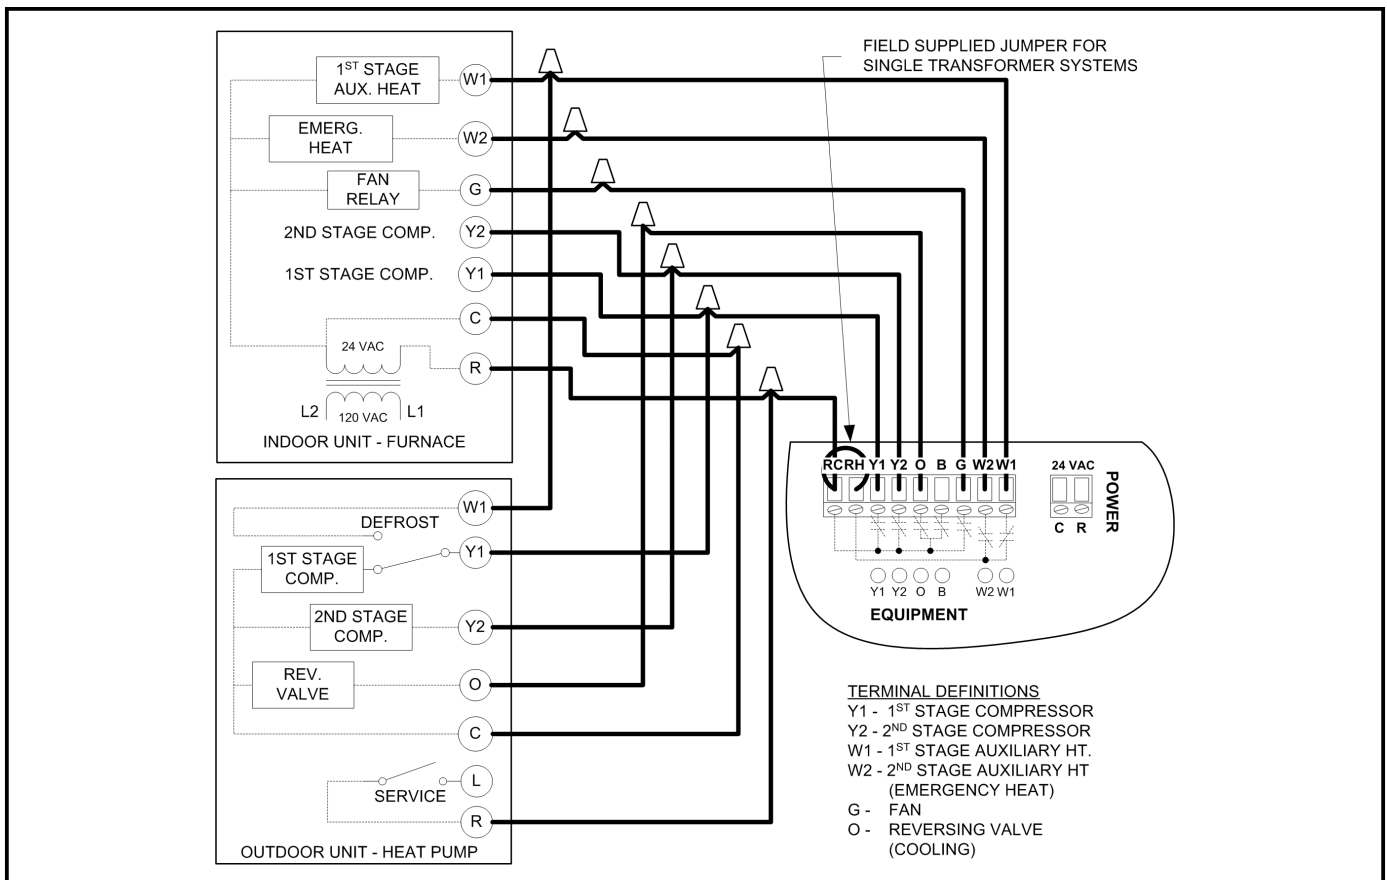 FIELD SUPPLIED JUMPER FOR
SINGLE TRANSFORMER SYSTEMS
1ST STAGE
AUX. HEAT
W1
EMERG.
HEAT
W2
FAN
RELAY
G
2ND STAGE COMP.
Y2
1ST STAGE COMP.
Y1
C
24 VAC
R
L2
120 VAC
L1
INDOOR UNIT - FURNACE
W1
DEFROST
1ST STAGE
COMP.
Y1
2ND STAGE
COMP.
Y2
REV.
VALVE
O
C
L
SERVICE
R
OUTDOOR UNIT - HEAT PUMP
RC RH Y1 Y2 O B G W2 W1
24 VAC
C R
POWER
Y1 Y2 O B W2 W1
EQUIPMENT
TERMINAL DEFINITIONS
Y1 - 1ST STAGE COMPRESSOR
Y2 - 2ND STAGE COMPRESSOR
W1 - 1ST STAGE AUXILIARY HT.
W2 - 2ND STAGE AUXILIARY HT
(EMERGENCY HEAT)
G - FAN
O - REVERSING VALVE
(COOLING)